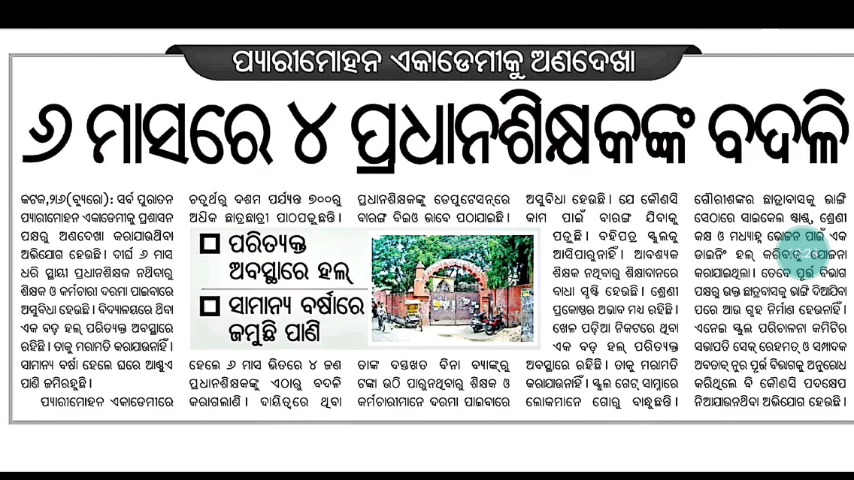 ପ୍ୟାରୀମୋହନ ଏକାଡେମୀକୁ ଅଣଦେଖା
୬ ମାସରେ ୪ ପ୍ରଧାନଶିକ୍ଷକଙ୍କ ବଦଳି
କଟକ,୨୬(ବ୍ୟୁରୋ): ସର୍ବ ପୁରାତନ
ପ୍ୟାରୀମୋହନ ଏକାଡେମୀକୁ ପ୍ରଶାସନ
ପକ୍ଷରୁ ଅଣଦେଖା କରାଯାଉଥିବା
ଅଭିଯୋଗ ହେଉଛି। ଦୀର୍ଘ ୬ ମାସ
ଧରି ସ୍ଥାୟୀ ପ୍ରଧାନଶିକ୍ଷକ ନଥିବାରୁ
ଶିକ୍ଷକ ଓ କର୍ମଚାରୀ ଦରମା ପାଇବାରେ
ଅସୁବିଧା ହେଉଛି। ବିଦ୍ୟାଳୟରେ ଥିବା
ଏକ ବଡ଼ ହଲ୍ ପରିତ୍ୟକ୍ତ ଅବସ୍ଥାରେ
ରହିଛି। ତାକୁ ମରାମତି କରାଯାଉନାହିଁ।
ସାମାନ୍ୟ ବର୍ଷା ହେଲେ ଘରେ ଆଣ୍ଠୁଏ
ପାଣି ଜମିରହୁଛି।
ପ୍ୟାରୀମୋହନ ଏକାଡେମୀରେ
ଚତୁର୍ଥରୁ ଦଶମ ପର୍ଯ୍ୟନ୍ତ ୭୦୦ରୁ
ଅଧିକ ଛାତ୍ରଛାତ୍ରୀ ପାଠପଢୁଛନ୍ତି।
ପରିତ୍ୟକ୍ତ
ଅବସ୍ଥାରେ ହଲ୍
ସାମାନ୍ୟ ବର୍ଷାରେ
ଜମୁଛି ପାଣି
ହେଲେ ୬ ମାସ ଭିତରେ ୪ ଜଣ
ପ୍ରଧାନଶିକ୍ଷକଙ୍କୁ ଏଠାରୁ ବଦଳି
କରାଗଲାଣି। ଦାୟିତ୍ୱରେ ଥିବା
ପ୍ରଧାନଶିକ୍ଷକଙ୍କୁ ଡେପୁଟେସନ୍‌ରେ
ବାରଙ୍ଗ ବିଇଓ ଭାବେ ପଠାଯାଇଛି।
ତାଙ୍କ ଦସ୍ତଖତ ବିନା ବ୍ୟାଙ୍କରୁ
ଟଙ୍କା ଉଠି ପାରୁନଥିବାରୁ ଶିକ୍ଷକ ଓ
କର୍ମଚାରୀମାନେ ଦରମା ପାଇବାରେ
ଅସୁବିଧା ହେଉଛି। ଯେ କୌଣସି
କାମ ପାଇଁ ବାରଙ୍ଗ ଯିବାକୁ
ପଡୁଛି। ବହିପତ୍ର ସ୍କୁଲକୁ
ଆସିପାରୁନାହିଁ। ଆବଶ୍ୟକ
ଶିକ୍ଷକ ନଥିବାରୁ ଶିକ୍ଷାଦାନରେ
ବାଧା ସୃଷ୍ଟି ହେଉଛି। ଶ୍ରେଣୀ
ପ୍ରକୋଷ୍ଠର ଅଭାବ ମଧ୍ୟ ରହିଛି।
ଖେଳ ପଡ଼ିଆ ନିକଟରେ ଥିବା
ଏକ ବଡ଼ ହଲ୍ ପରିତ୍ୟକ୍ତ
ଅବସ୍ଥାରେ ରହିଛି। ତାକୁ ମରାମତି
କରାଯାଉନାହିଁ। ସ୍କୁଲ ଗେଟ୍ ସାମ୍ନାରେ
ଲୋକମାନେ ଗୋରୁ ବାନ୍ଧୁଛନ୍ତି।
ଗୌରୀଶଙ୍କର ଛାତ୍ରାବାସକୁ ଭାଙ୍ଗି
ସେଠାରେ ସାଇକେଲ ଷ୍ଟାଣ୍ଡ, ଶ୍ରେଣୀ
କକ୍ଷ ଓ ମଧ୍ୟାହ୍ନ ଭୋଜନ ପାଇଁ ଏକ
ଡାଇନିଂ ହଲ୍ କରିବାକୁ ଯୋଜନା
କରାଯାଇଥିଲା। ତେବେ ପୂର୍ତ୍ତ ବିଭାଗ
ପକ୍ଷରୁ ଉକ୍ତ ଛାତ୍ରାବାସକୁ ଭାଙ୍ଗି ଦିଆଯିବା
ପରେ ଆଉ ଗୃହ ନିର୍ମାଣ ହେଉନାହିଁ।
ଏନେଇ ସ୍କୁଲ ପରିଚାଳନା କମିଟିର
ସଭାପତି ସେକ୍ ରେହମତ୍ ଓ ସମ୍ପାଦକ
ପୂର୍ତ୍ତ ବିଭାଗକୁ ଅନୁରୋଧ
କରିଥିଲେ ବି କୌଣସି ପଦକ୍ଷେପ
ନିଆଯାଉନଥିବା ଅଭିଯୋଗ ହେଉଛି।